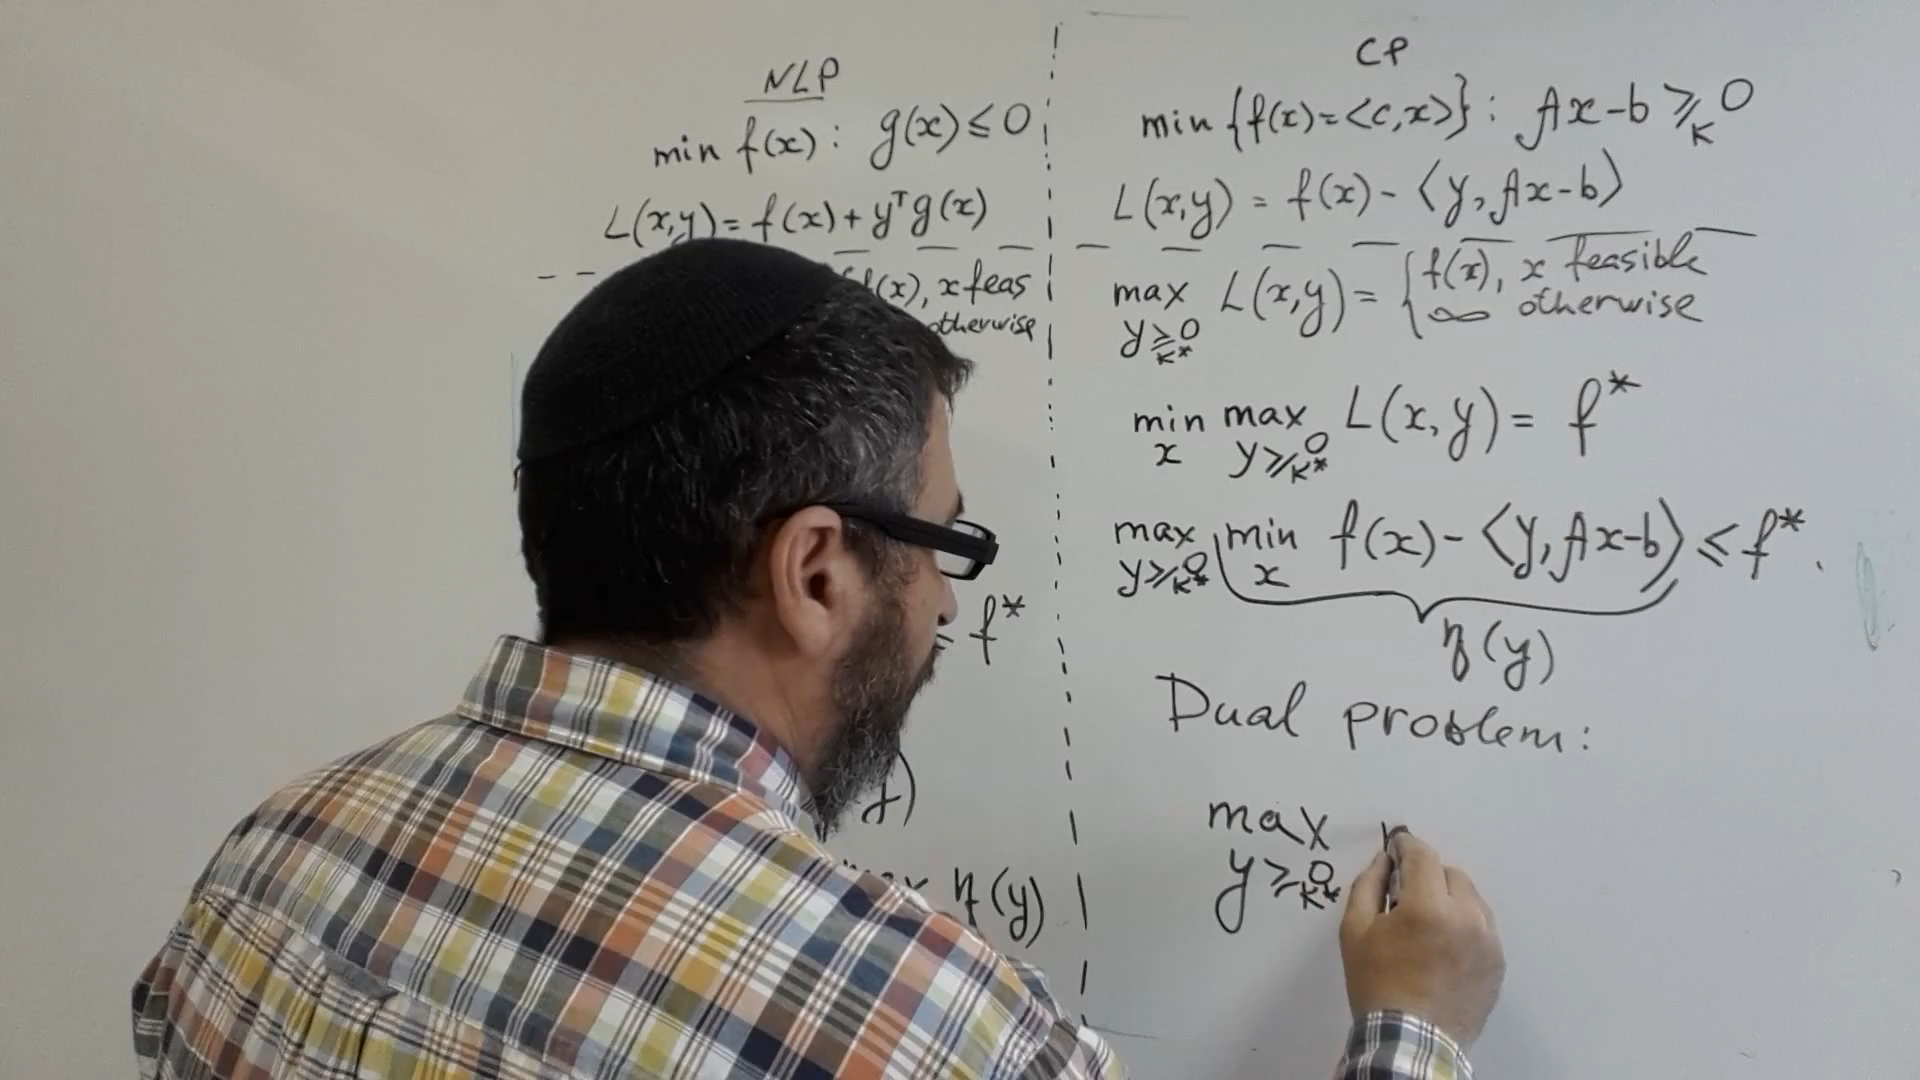 NLP
min f(x): g(x) ≤ 0
L(x,y) = f(x) + yᵀg(x)
f(x), x feas
otherwise
≤ f*
y)
max η(y)
CP
min {f(x) = <c,x>} : Ax-b ≥_K 0
L(x,y) = f(x) - <y, Ax-b>
max L(x,y) = { f(x), x feasible
y ≥_K* 0 ∞ otherwise
min max L(x,y) = f*
x y ≥_K* 0
max min f(x) - <y, Ax-b> ≤ f*.
y ≥_K* 0 x
η(y)
Dual problem:
max
y ≥_K* 0